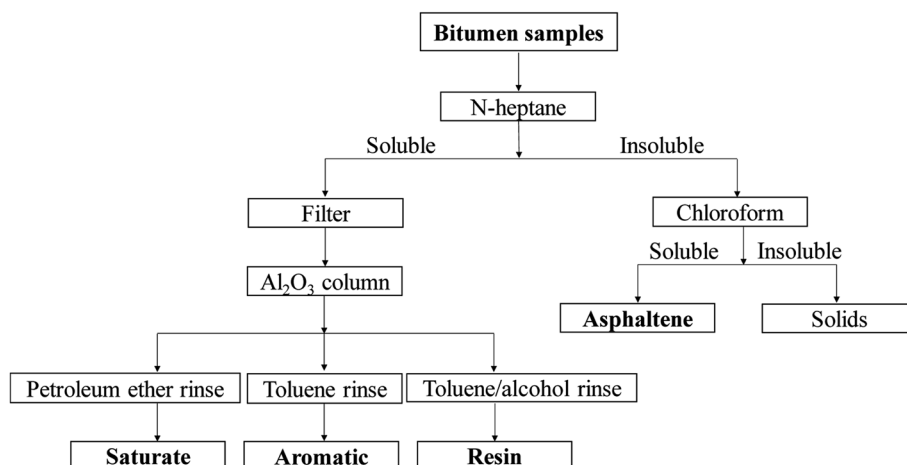 Bitumen samples
N-heptane
Soluble
Insoluble
Filter
Chloroform
Soluble
Insoluble
Al₂O₃ column
Asphaltene
Solids
Petroleum ether rinse
Toluene rinse
Toluene/alcohol rinse
Saturate
Aromatic
Resin